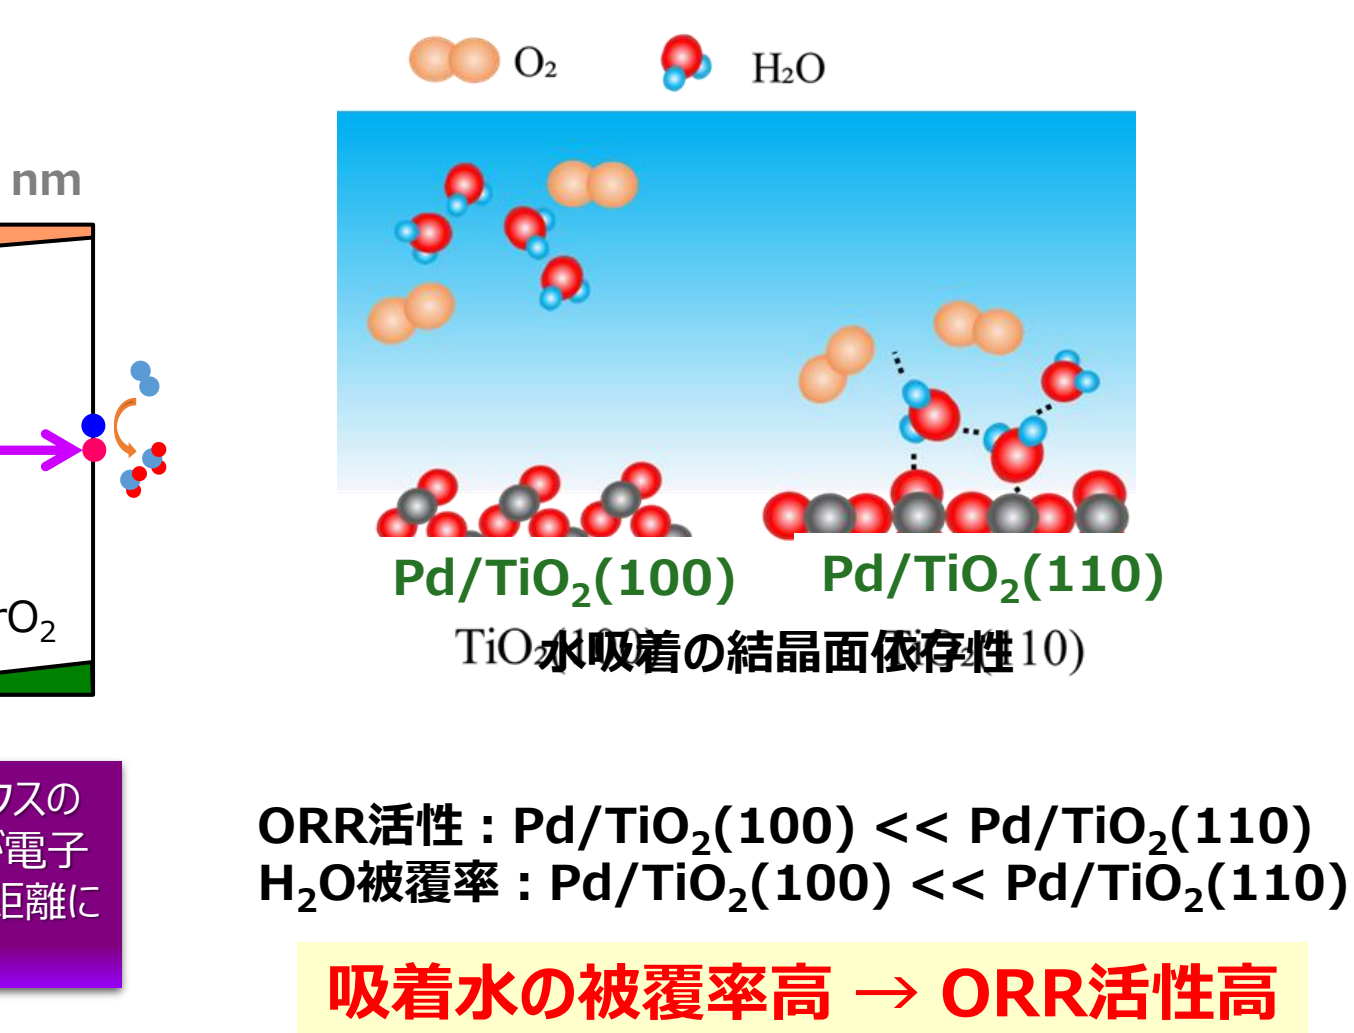 O₂
H₂O
nm
rO₂
Pd/TiO₂(100)
Pd/TiO₂(110)
水吸着の結晶面依存性
クスの
が電子
距離に
ORR活性：Pd/TiO₂(100) << Pd/TiO₂(110)
H₂O被覆率：Pd/TiO₂(100) << Pd/TiO₂(110)
吸着水の被覆率高 → ORR活性高